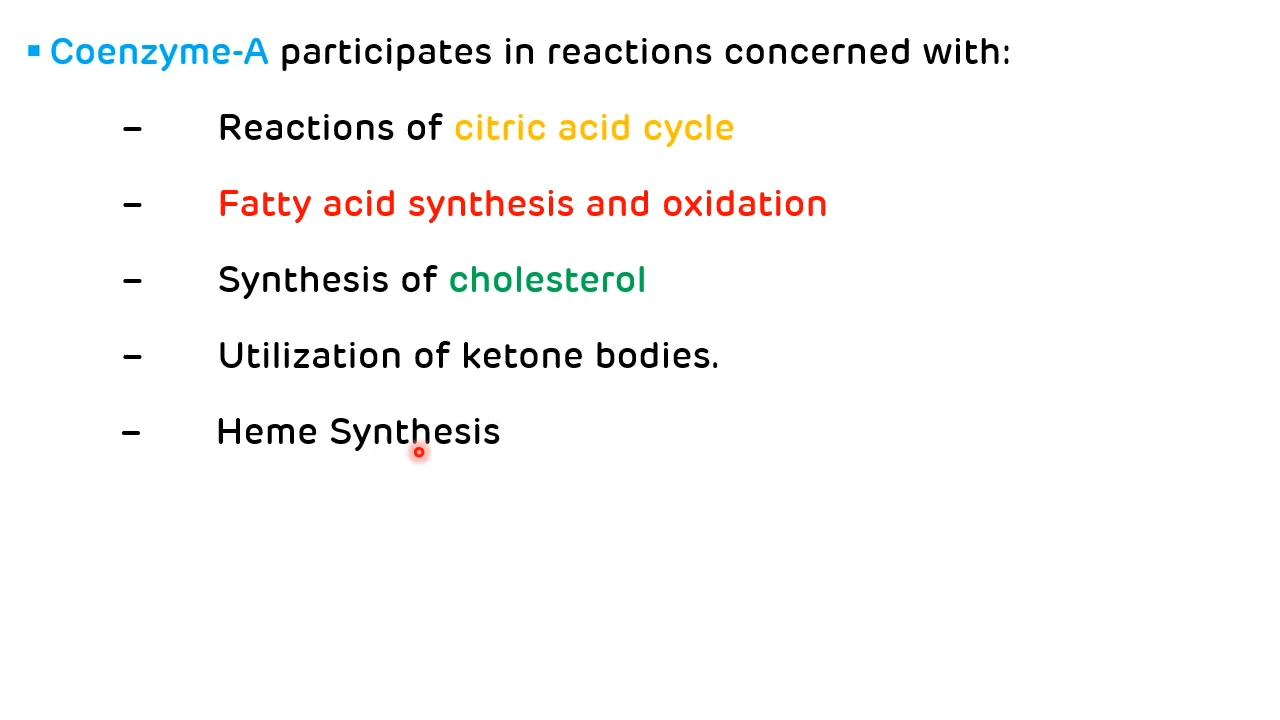 ▪ Coenzyme-A participates in reactions concerned with:
– Reactions of citric acid cycle
– Fatty acid synthesis and oxidation
– Synthesis of cholesterol
– Utilization of ketone bodies.
– Heme Synthesis